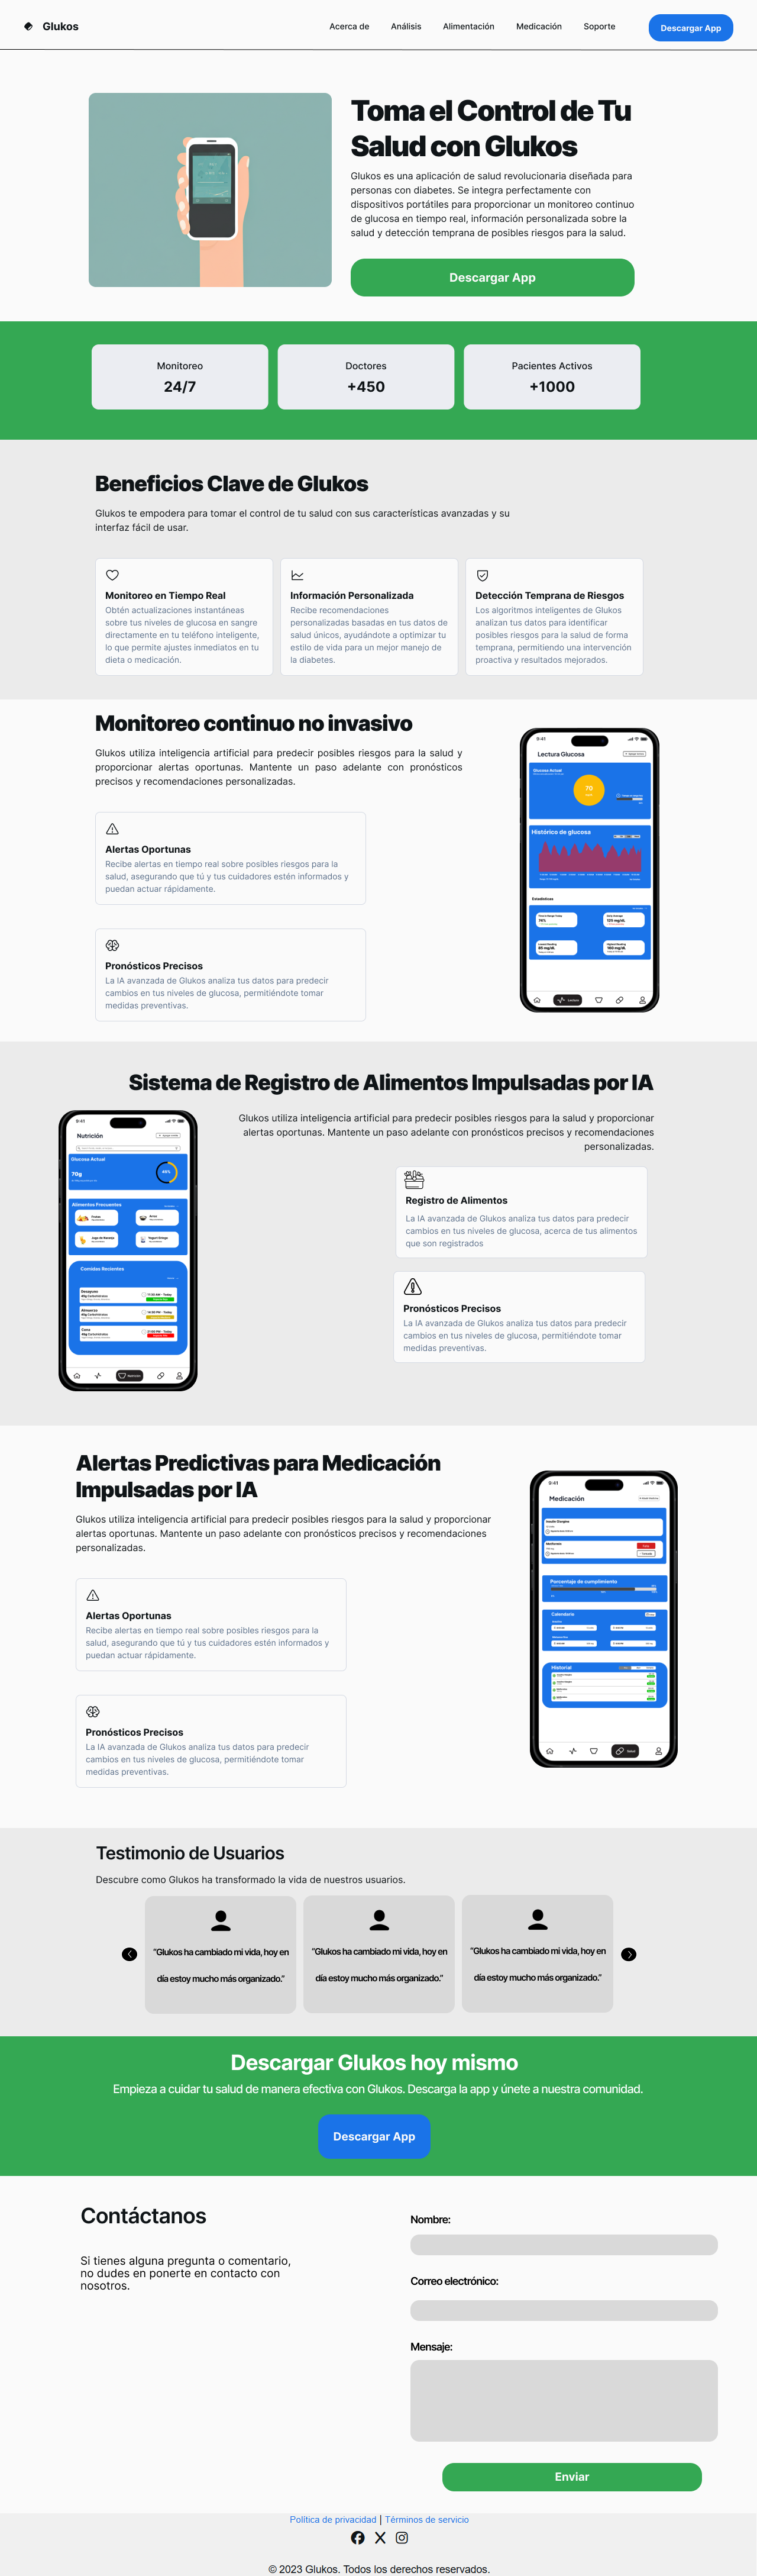 Glukos
Acerca de
Análisis
Alimentación
Medicación
Soporte
Descargar App
Toma el Control de Tu
Salud con Glukos
Glukos es una aplicación de salud revolucionaria diseñada para
personas con diabetes. Se integra perfectamente con
dispositivos portátiles para proporcionar un monitoreo continuo
de glucosa en tiempo real, información personalizada sobre la
salud y detección temprana de posibles riesgos para la salud.
Descargar App
Monitoreo
24/7
Doctores
+450
Pacientes Activos
+1000
Beneficios Clave de Glukos
Glukos te empodera para tomar el control de tu salud con sus características avanzadas y su
interfaz fácil de usar.
Monitoreo en Tiempo Real
Obtén actualizaciones instantáneas
sobre tus niveles de glucosa en sangre
directamente en tu teléfono inteligente,
lo que permite ajustes inmediatos en tu
dieta o medicación.
Información Personalizada
Recibe recomendaciones
personalizadas basadas en tus datos de
salud únicos, ayudándote a optimizar tu
estilo de vida para un mejor manejo de
la diabetes.
Detección Temprana de Riesgos
Los algoritmos inteligentes de Glukos
analizan tus datos para identificar
posibles riesgos para la salud de forma
temprana, permitiendo una intervención
proactiva y resultados mejorados.
Monitoreo continuo no invasivo
Glukos utiliza inteligencia artificial para predecir posibles riesgos para la salud y
proporcionar alertas oportunas. Mantente un paso adelante con pronósticos
precisos y recomendaciones personalizadas.
Alertas Oportunas
Recibe alertas en tiempo real sobre posibles riesgos para la
salud, asegurando que tú y tus cuidadores estén informados y
puedan actuar rápidamente.
Pronósticos Precisos
La IA avanzada de Glukos analiza tus datos para predecir
cambios en tus niveles de glucosa, permitiéndote tomar
medidas preventivas.
9:41
Lectura Glucosa
Glucosa Actual
70
Histórico de glucosa
Estadísticas
74%
125 mg/dL
85 mg/dL
160 mg/dL
Sistema de Registro de Alimentos Impulsadas por IA
Glukos utiliza inteligencia artificial para predecir posibles riesgos para la salud y proporcionar
alertas oportunas. Mantente un paso adelante con pronósticos precisos y recomendaciones
personalizadas.
9:41
Nutrición
Glucosa Actual
70g
Alimentos Frecuentes
Frutas
Arroz
Jugo de Naranja
Yogurt Griego
Comidas Recientes
Desayuno
Almuerzo
Cena
Nutrición
Registro de Alimentos
La IA avanzada de Glukos analiza tus datos para predecir
cambios en tus niveles de glucosa, acerca de tus alimentos
que son registrados
Pronósticos Precisos
La IA avanzada de Glukos analiza tus datos para predecir
cambios en tus niveles de glucosa, permitiéndote tomar
medidas preventivas.
Alertas Predictivas para Medicación
Impulsadas por IA
Glukos utiliza inteligencia artificial para predecir posibles riesgos para la salud y proporcionar
alertas oportunas. Mantente un paso adelante con pronósticos precisos y recomendaciones
personalizadas.
Alertas Oportunas
Recibe alertas en tiempo real sobre posibles riesgos para la
salud, asegurando que tú y tus cuidadores estén informados y
puedan actuar rápidamente.
Pronósticos Precisos
La IA avanzada de Glukos analiza tus datos para predecir
cambios en tus niveles de glucosa, permitiéndote tomar
medidas preventivas.
9:41
Medicación
Porcentaje de cumplimiento
Calendario
Historial
Testimonio de Usuarios
Descubre como Glukos ha transformado la vida de nuestros usuarios.
“Glukos ha cambiado mi vida, hoy en
día estoy mucho más organizado.”
“Glukos ha cambiado mi vida, hoy en
día estoy mucho más organizado.”
“Glukos ha cambiado mi vida, hoy en
día estoy mucho más organizado.”
Descargar Glukos hoy mismo
Empieza a cuidar tu salud de manera efectiva con Glukos. Descarga la app y únete a nuestra comunidad.
Descargar App
Contáctanos
Si tienes alguna pregunta o comentario,
no dudes en ponerte en contacto con
nosotros.
Nombre:
Correo electrónico:
Mensaje:
Enviar
Política de privacidad | Términos de servicio
© 2023 Glukos. Todos los derechos reservados.